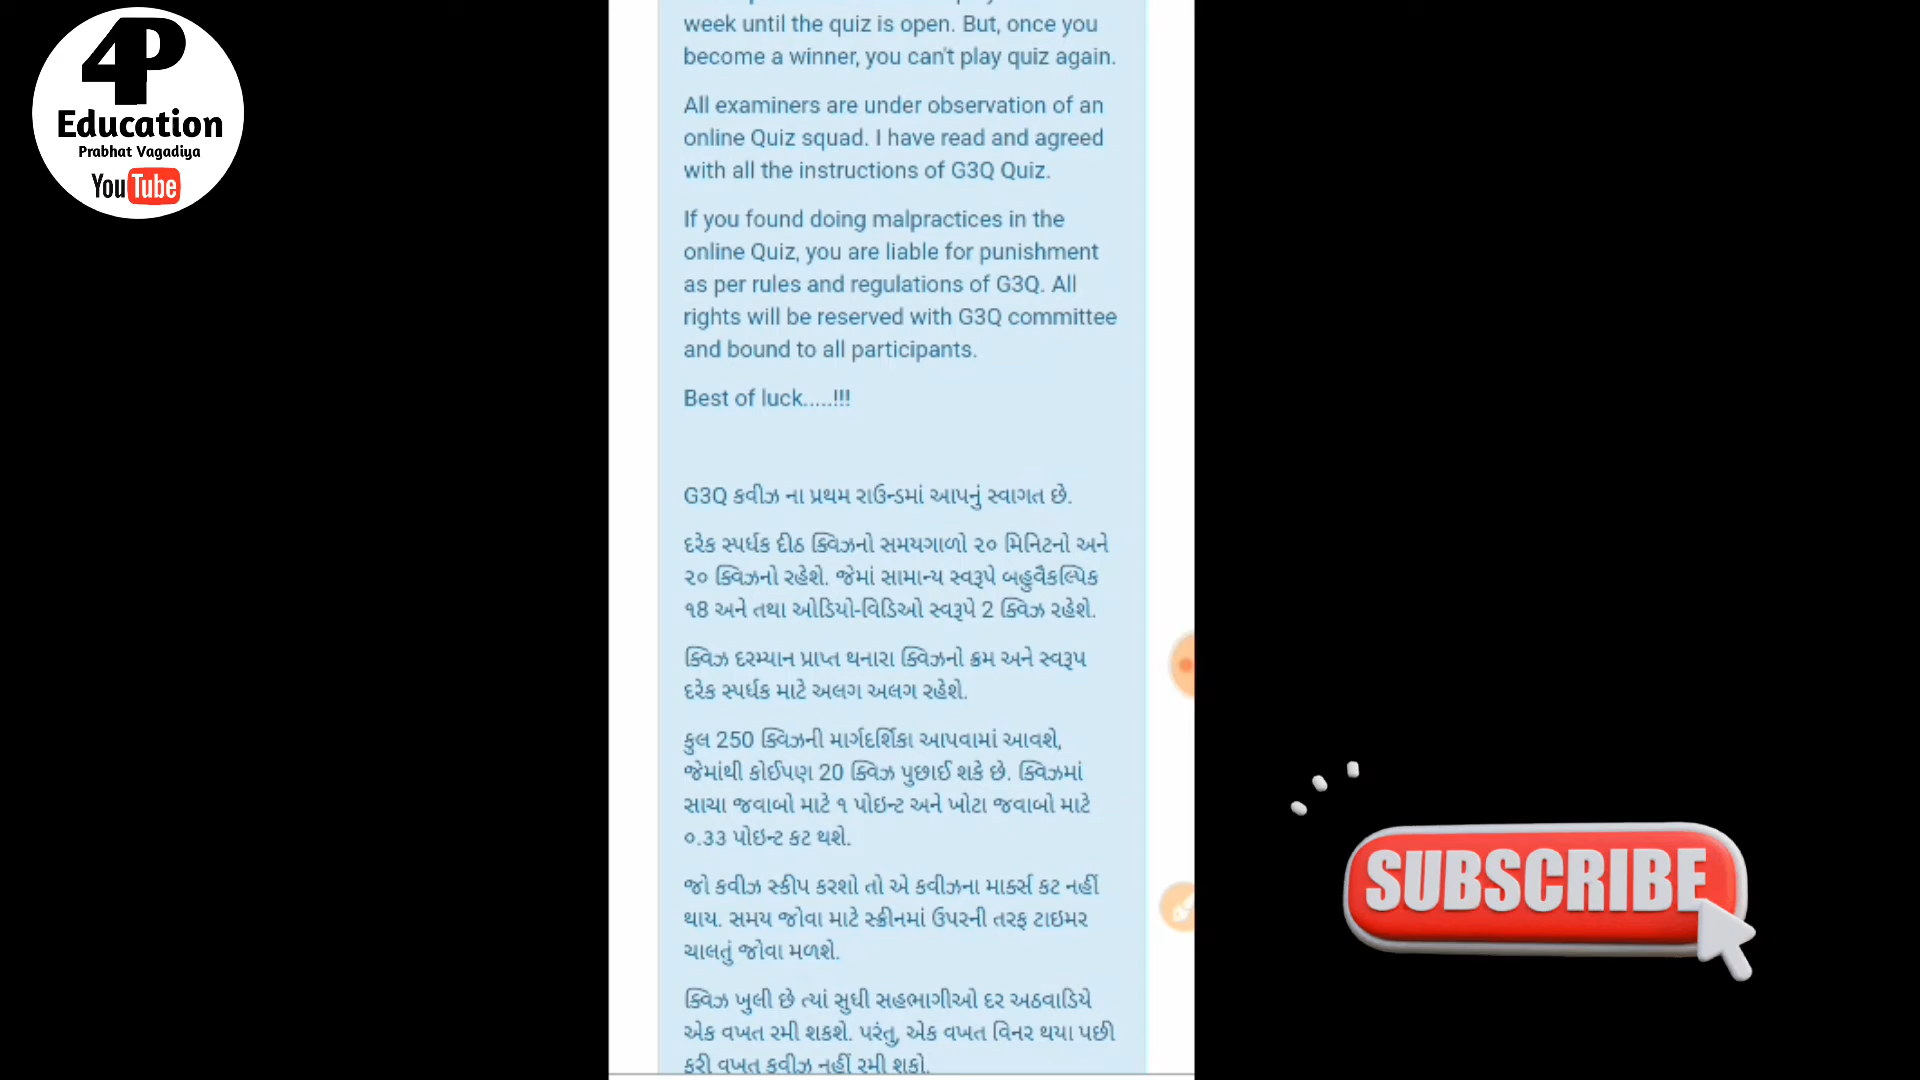 4P
Education
Prabhat Vagadiya
YouTube
week until the quiz is open. But, once you
become a winner, you can't play quiz again.
All examiners are under observation of an
online Quiz squad. I have read and agreed
with all the instructions of G3Q Quiz.
If you found doing malpractices in the
online Quiz, you are liable for punishment
as per rules and regulations of G3Q. All
rights will be reserved with G3Q committee
and bound to all participants.
Best of luck.....!!!
G3Q કવીઝ ના પ્રથમ રાઉન્ડમાં આપનું સ્વાગત છે.
દરેક સ્પર્ધક દીઠ ક્વિઝનો સમયગાળો ૨૦ મિનિટનો અને
૨૦ ક્વિઝનો રહેશે. જેમાં સામાન્ય સ્વરૂપે બહુવૈકલ્પિક
૧8 અને તથા ઓડિયો-વિડિઓ સ્વરૂપે 2 ક્વિઝ રહેશે.
ક્વિઝ દરમ્યાન પ્રાપ્ત થનારા ક્વિઝનો ક્રમ અને સ્વરૂપ
દરેક સ્પર્ધક માટે અલગ અલગ રહેશે.
કુલ 250 ક્વિઝની માર્ગદર્શિકા આપવામાં આવશે,
જેમાંથી કોઈપણ 20 ક્વિઝ પુછાઈ શકે છે. ક્વિઝમાં
સાચા જવાબો માટે ૧ પોઇન્ટ અને ખોટા જવાબો માટે
૦.૩૩ પોઇન્ટ કટ થશે.
જો કવીઝ સ્કીપ કરશો તો એ કવીઝના માર્ક્સ કટ નહીં
થાય. સમય જોવા માટે સ્ક્રીનમાં ઉપરની તરફ ટાઇમર
ચાલતું જોવા મળશે.
ક્વિઝ ખુલી છે ત્યાં સુધી સહભાગીઓ દર અઠવાડિયે
એક વખત રમી શકશે. પરંતુ, એક વખત વિનર થયા પછી
ફરી વખત કવીઝ નહીં રમી શકો.
SUBSCRIBE